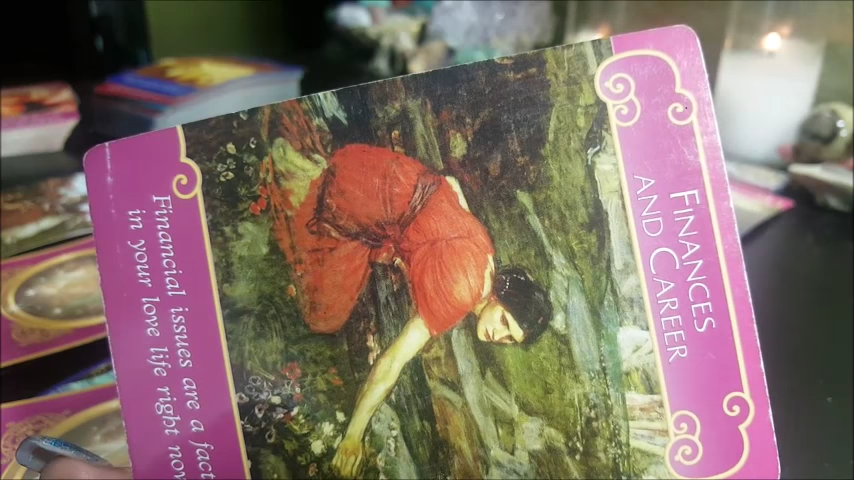 FINANCES
AND CAREER
Financial issues are a fact
in your love life right now